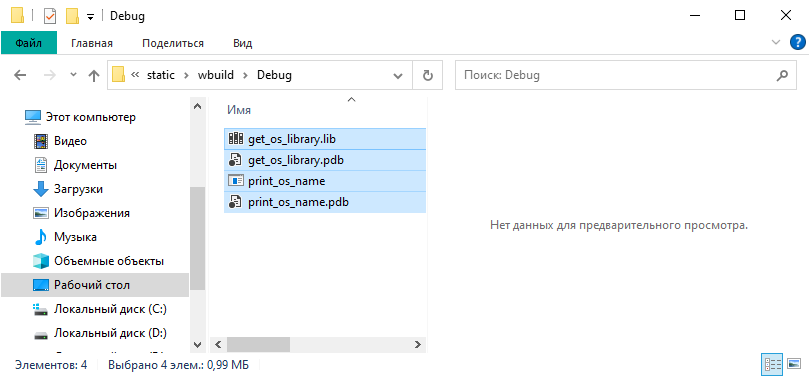 Debug
Файл Главная Поделиться Вид
« static › wbuild › Debug
Поиск: Debug
Этот компьютер
Видео
Документы
Загрузки
Изображения
Музыка
Объемные объекты
Рабочий стол
Локальный диск (C:)
Локальный диск (D:)
Имя
get_os_library.lib
get_os_library.pdb
print_os_name
print_os_name.pdb
Нет данных для предварительного просмотра.
Элементов: 4 Выбрано 4 элем.: 0,99 МБ